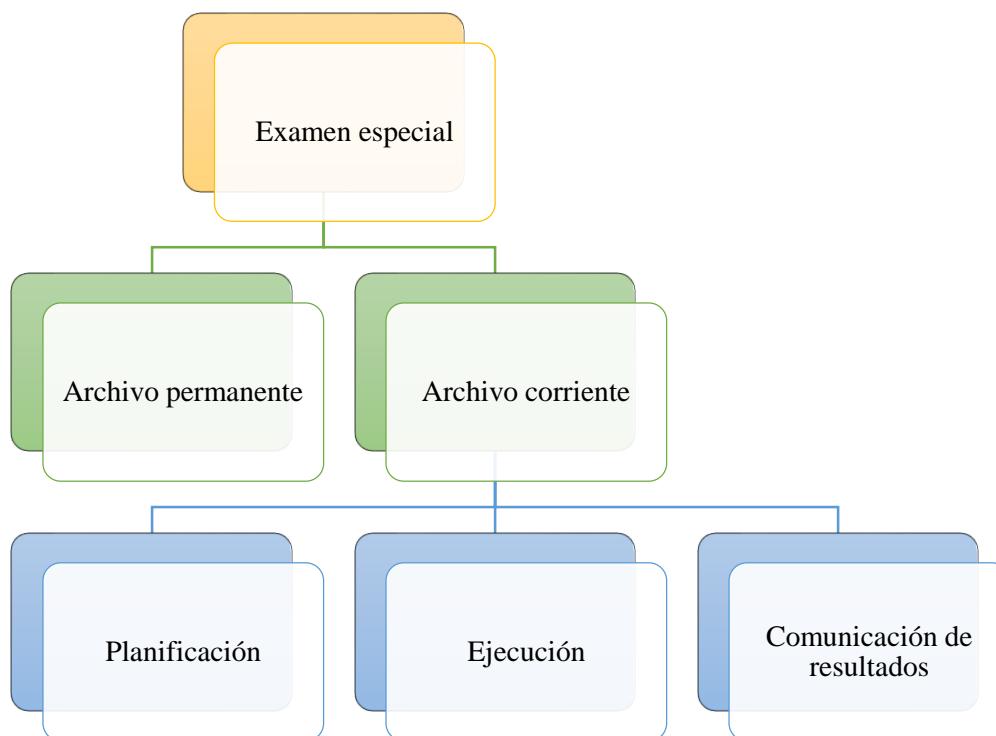 Examen especial
Archivo permanente
Archivo corriente
Planificación
Ejecución
Comunicación de
resultados